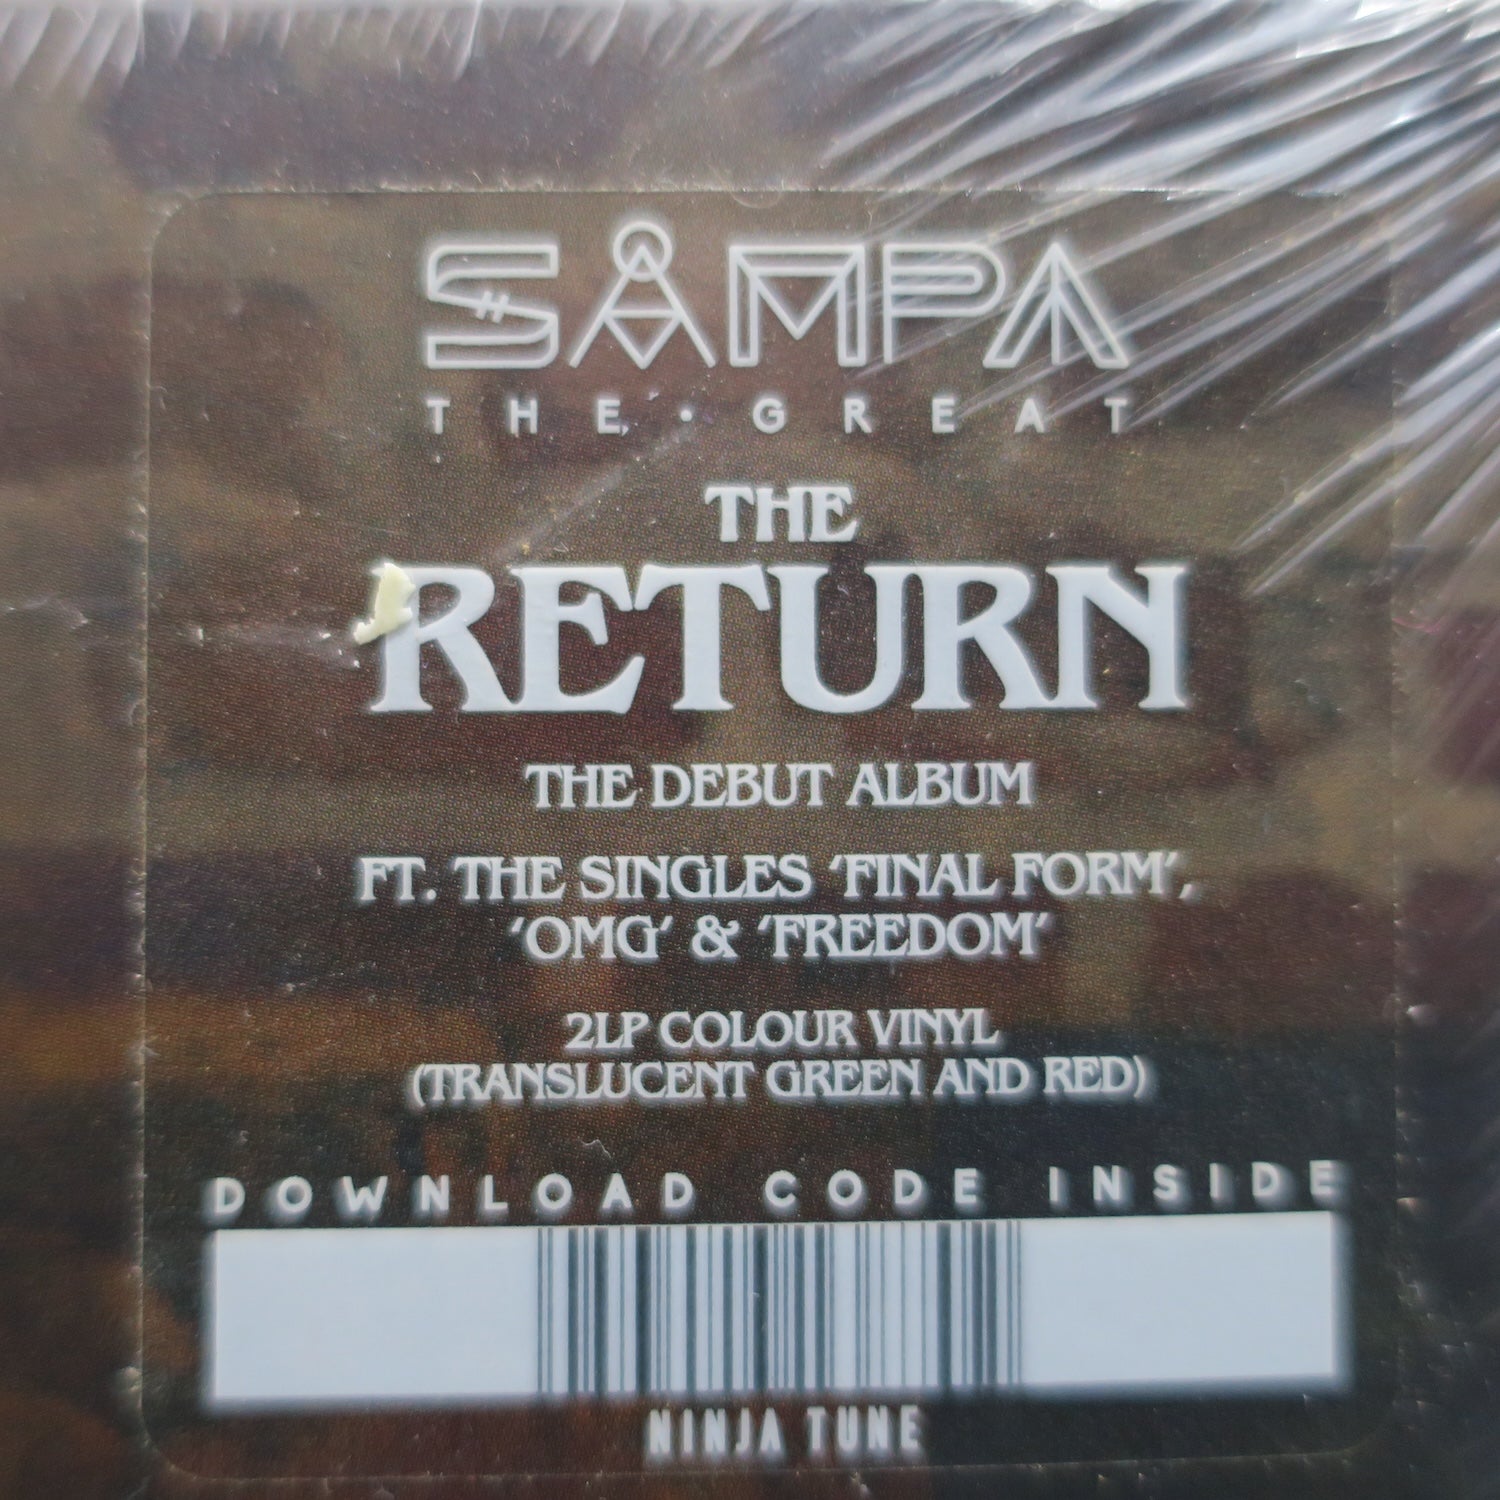 SAMPA
THE • GREAT
THE
RETURN
THE DEBUT ALBUM
FT. THE SINGLES ‘FINAL FORM’,
‘OMG’ & ‘FREEDOM’
2LP COLOUR VINYL
(TRANSLUCENT GREEN AND RED)
DOWNLOAD CODE INSIDE
NINJA TUNE